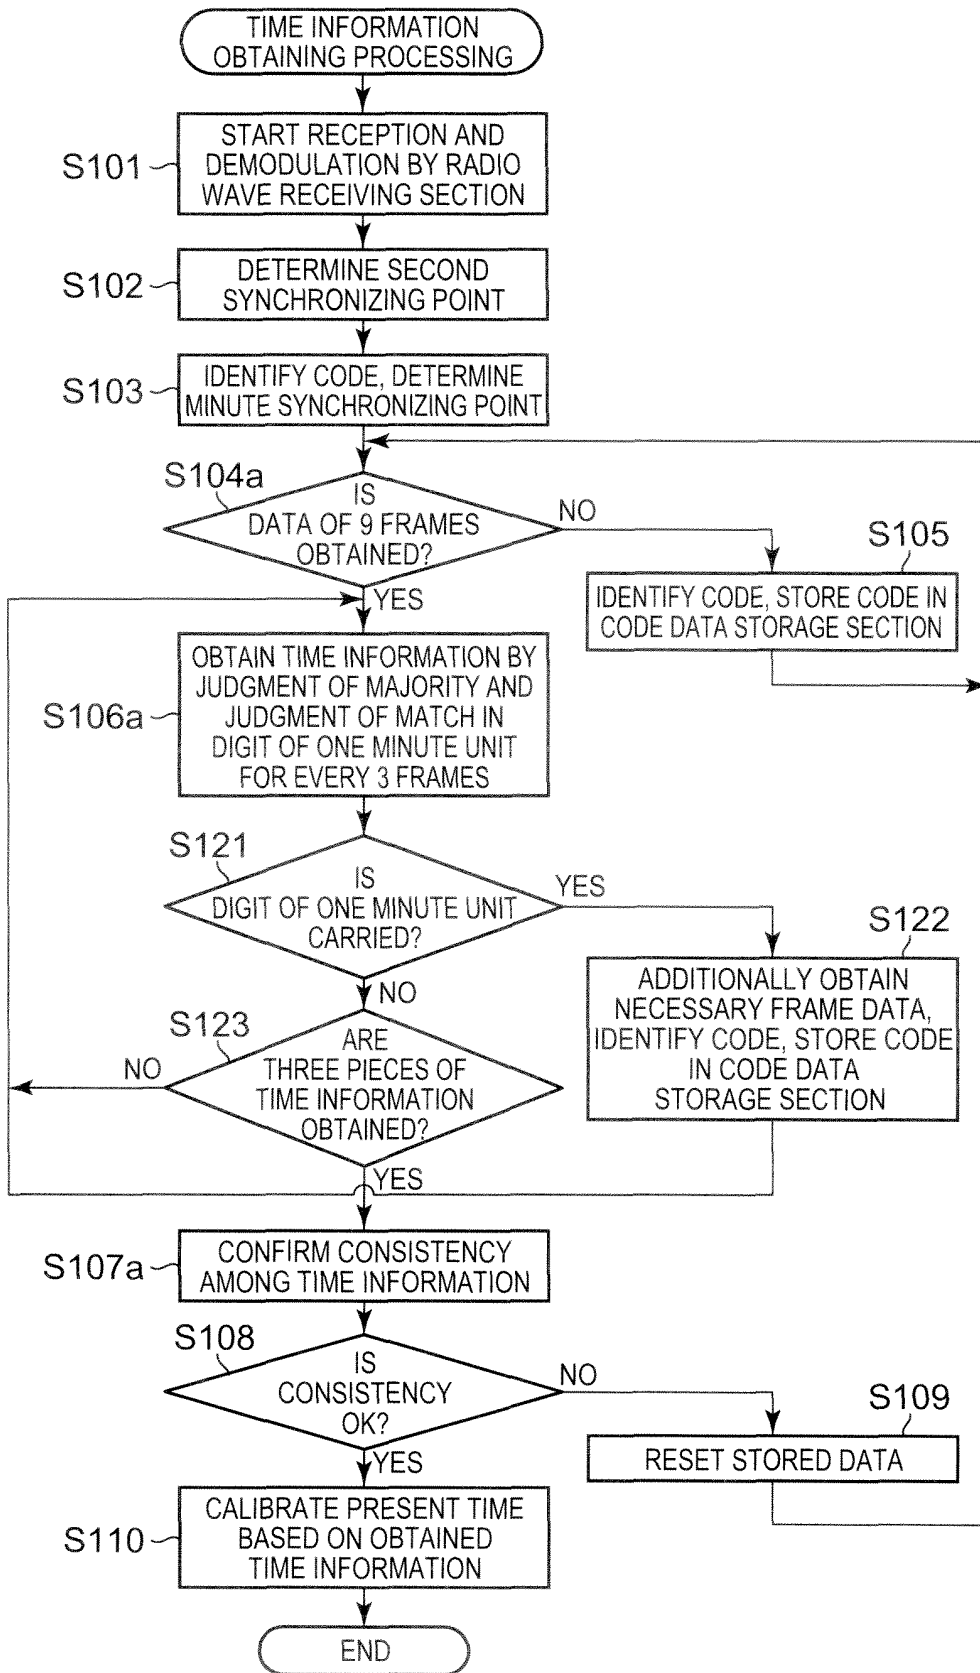 TIME INFORMATION
OBTAINING PROCESSING
S101
START RECEPTION AND
DEMODULATION BY RADIO
WAVE RECEIVING SECTION
S102
DETERMINE SECOND
SYNCHRONIZING POINT
S103
IDENTIFY CODE, DETERMINE
MINUTE SYNCHRONIZING POINT
S104a
IS
DATA OF 9 FRAMES
OBTAINED?
NO
YES
S105
IDENTIFY CODE, STORE CODE IN
CODE DATA STORAGE SECTION
S106a
OBTAIN TIME INFORMATION BY
JUDGMENT OF MAJORITY AND
JUDGMENT OF MATCH IN
DIGIT OF ONE MINUTE UNIT
FOR EVERY 3 FRAMES
S121
IS
DIGIT OF ONE MINUTE UNIT
CARRIED?
YES
NO
S122
ADDITIONALLY OBTAIN
NECESSARY FRAME DATA,
IDENTIFY CODE, STORE CODE
IN CODE DATA
STORAGE SECTION
S123
ARE
THREE PIECES OF
TIME INFORMATION
OBTAINED?
NO
YES
S107a
CONFIRM CONSISTENCY
AMONG TIME INFORMATION
S108
IS
CONSISTENCY
OK?
NO
YES
S109
RESET STORED DATA
S110
CALIBRATE PRESENT TIME
BASED ON OBTAINED
TIME INFORMATION
END